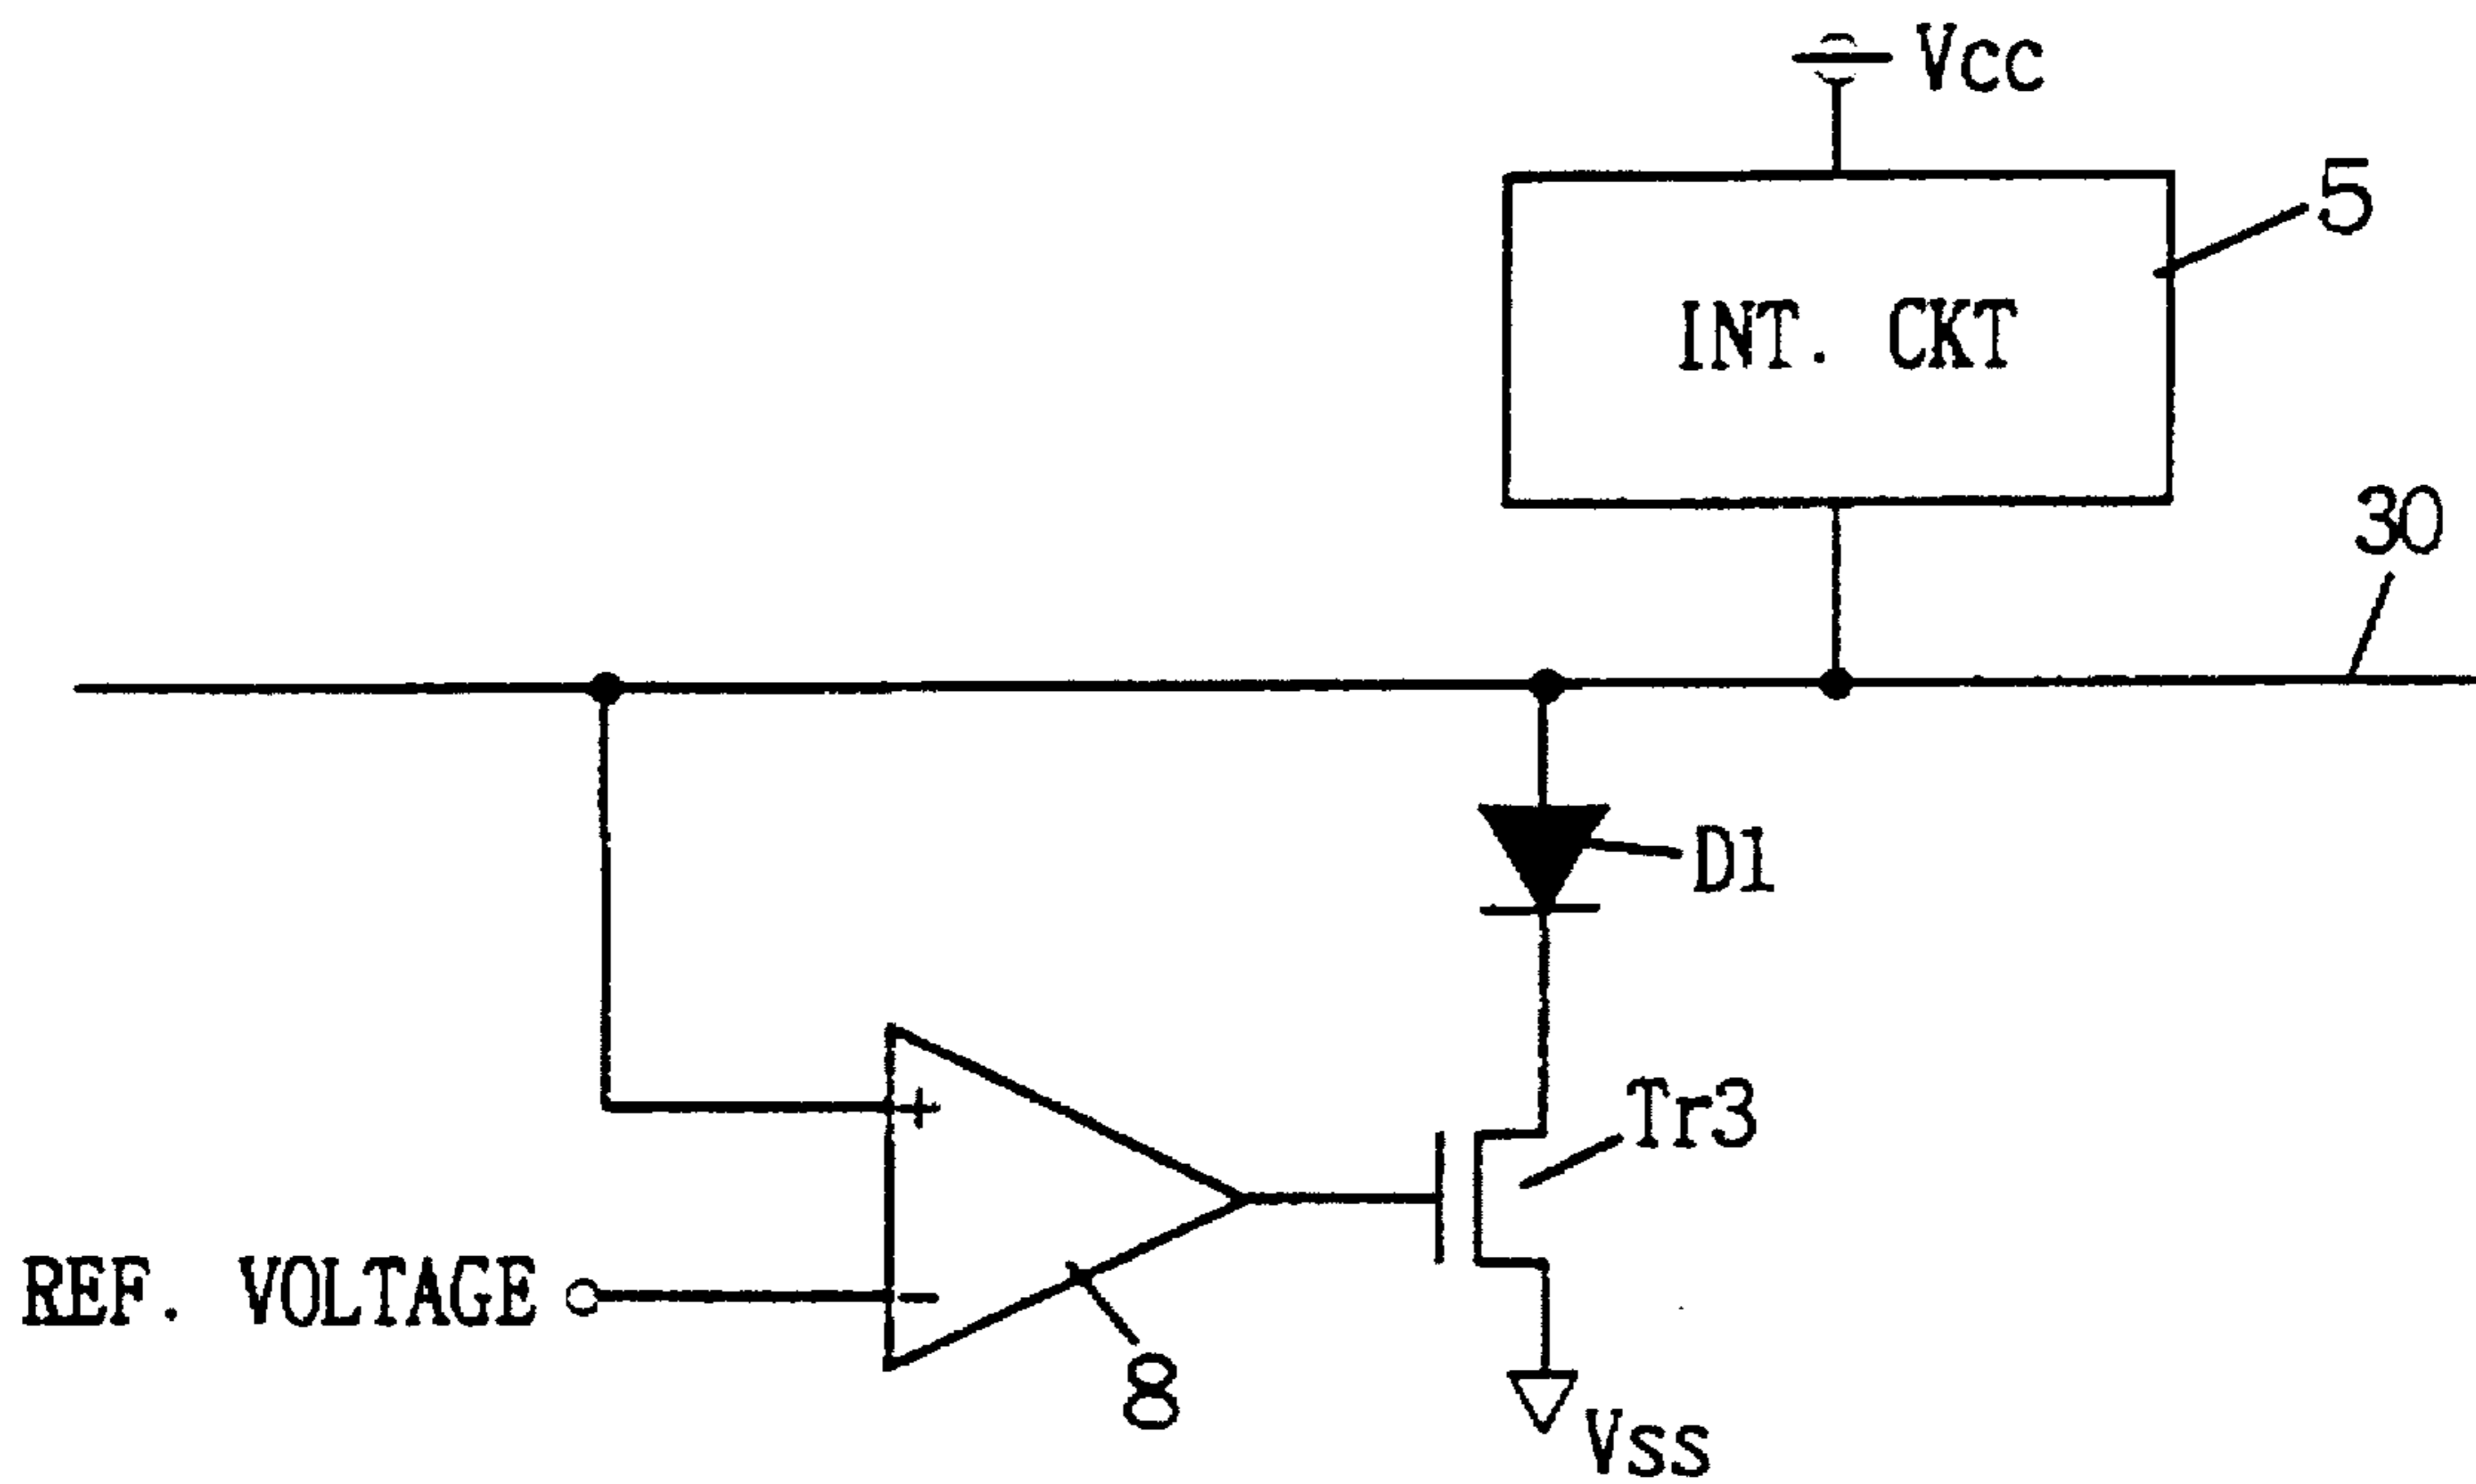 Vcc
5
INT. CKT
30
D1
Tr3
+
REF. VOLTAGE
-
8
Vss